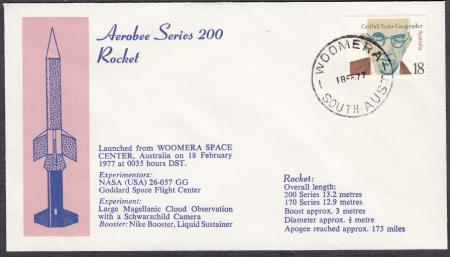 Aerobee Series 200
Rocket
Griffith Taylor Geographer
Australia
18
WOOMERA
18 FE 77
SOUTH-AUST
Launched from WOOMERA SPACE
CENTER, Australia on 18 February
1977 at 0035 hours DST.
Experimentors:
NASA (USA) 26-057 GG
Goddard Space Flight Center
Experiment:
Large Magellanic Cloud Observation
with a Schwarzchild Camera
Booster: Nike Booster, Liquid Sustainer
Rocket:
Overall length:
200 Series 13.2 metres
170 Series 12.9 metres
Boost approx. 3 metres
Diameter approx. ½ metre
Apogee reached approx. 175 miles